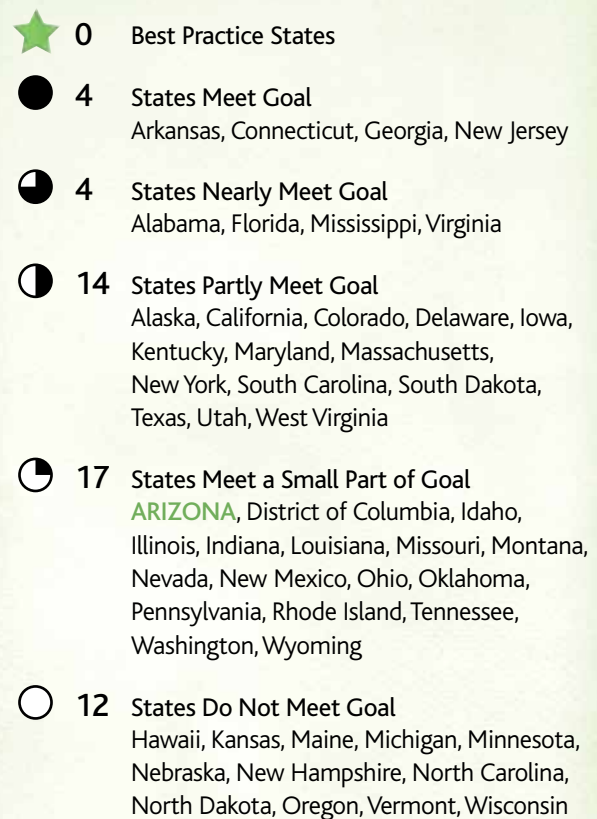 0 Best Practice States
4 States Meet Goal
Arkansas, Connecticut, Georgia, New Jersey
4 States Nearly Meet Goal
Alabama, Florida, Mississippi, Virginia
14 States Partly Meet Goal
Alaska, California, Colorado, Delaware, Iowa,
Kentucky, Maryland, Massachusetts,
New York, South Carolina, South Dakota,
Texas, Utah, West Virginia
17 States Meet a Small Part of Goal
ARIZONA, District of Columbia, Idaho,
Illinois, Indiana, Louisiana, Missouri, Montana,
Nevada, New Mexico, Ohio, Oklahoma,
Pennsylvania, Rhode Island, Tennessee,
Washington, Wyoming
12 States Do Not Meet Goal
Hawaii, Kansas, Maine, Michigan, Minnesota,
Nebraska, New Hampshire, North Carolina,
North Dakota, Oregon, Vermont, Wisconsin